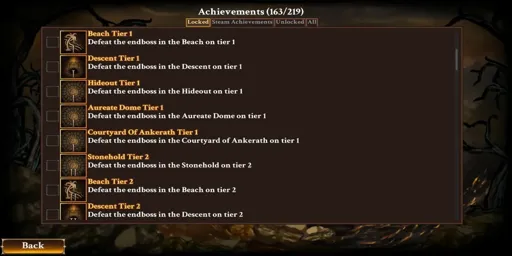 Achievements (163/219)
Locked Steam Achievements Unlocked All
Beach Tier 1
Defeat the endboss in the Beach on tier 1
Descent Tier 1
Defeat the endboss in the Descent on tier 1
Hideout Tier 1
Defeat the endboss in the Hideout on tier 1
Aureate Dome Tier 1
Defeat the endboss in the Aureate Dome on tier 1
Courtyard Of Ankerath Tier 1
Defeat the endboss in the Courtyard of Ankerath on tier 1
Stonehold Tier 2
Defeat the endboss in the Stonehold on tier 2
Beach Tier 2
Defeat the endboss in the Beach on tier 2
Descent Tier 2
Defeat the endboss in the Descent on tier 2
Back